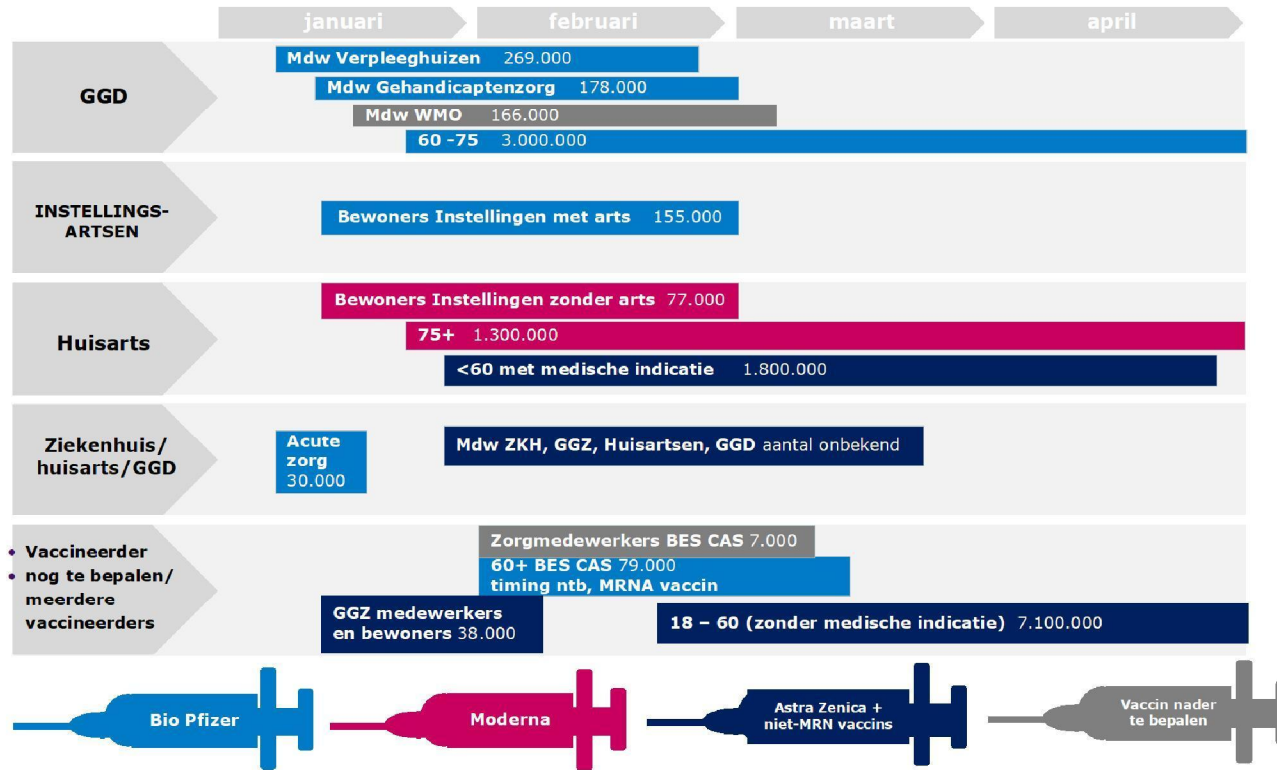 januari februari maart april
GGD
Mdw Verpleeghuizen 269.000
Mdw Gehandicaptenzorg 178.000
Mdw WMO 166.000
60 -75 3.000.000
INSTELLINGS-
ARTSEN
Bewoners Instellingen met arts 155.000
Huisarts
Bewoners Instellingen zonder arts 77.000
75+ 1.300.000
<60 met medische indicatie 1.800.000
Ziekenhuis/
huisarts/GGD
Acute
zorg
30.000
Mdw ZKH, GGZ, Huisartsen, GGD aantal onbekend
• Vaccineerder
• nog te bepalen/
meerdere
vaccineerders
Zorgmedewerkers BES CAS 7.000
60+ BES CAS 79.000
timing ntb, MRNA vaccin
GGZ medewerkers
en bewoners 38.000
18 – 60 (zonder medische indicatie) 7.100.000
Bio Pfizer
Moderna
Astra Zenica +
niet-MRN vaccins
Vaccin nader
te bepalen